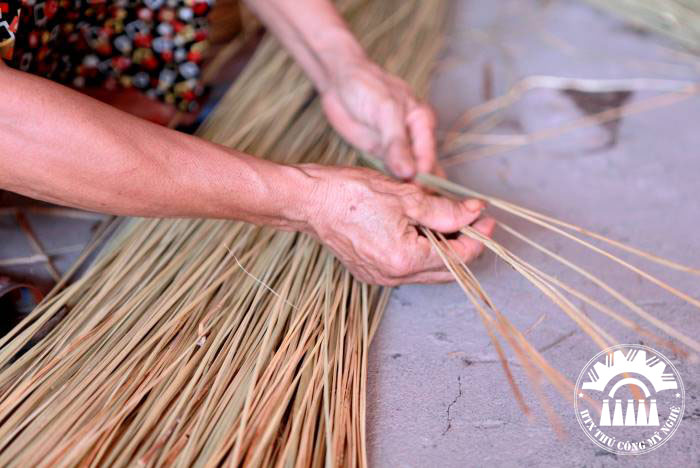 HTX THỦ CÔNG MỸ NGHỆ